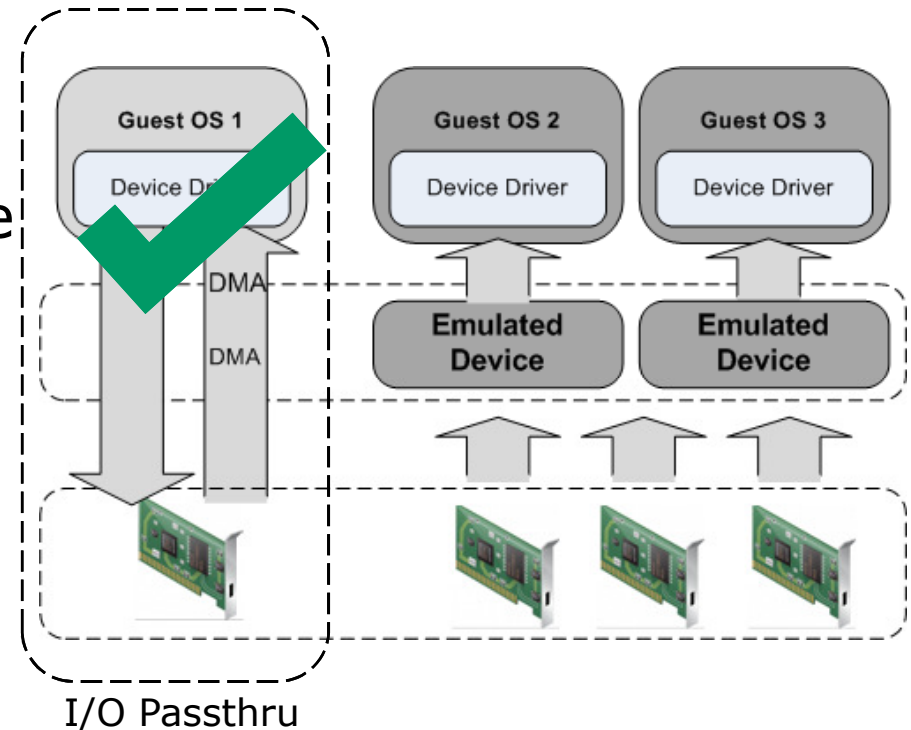 Guest OS 1
Guest OS 2
Guest OS 3
Device
Device Driver
Device Driver
e
DMA
Emulated
Device
Emulated
Device
DMA
I/O Passthru